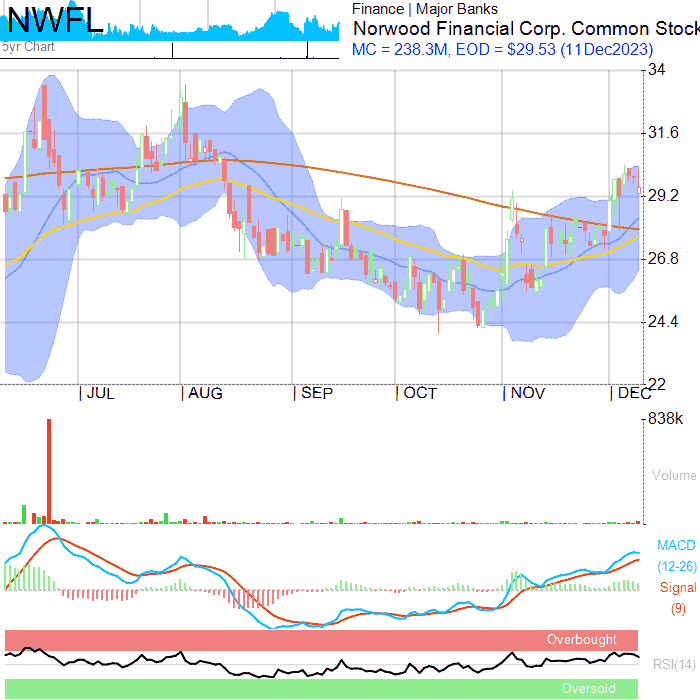 NWFL
5yr Chart
Finance | Major Banks
Norwood Financial Corp. Common Stock
MC = 238.3M, EOD = $29.53 (11Dec2023)
34
31.6
29.2
26.8
24.4
22
JUL
AUG
SEP
OCT
NOV
DEC
838k
Volume
MACD
(12-26)
Signal
(9)
Overbought
RSI(14)
Oversold